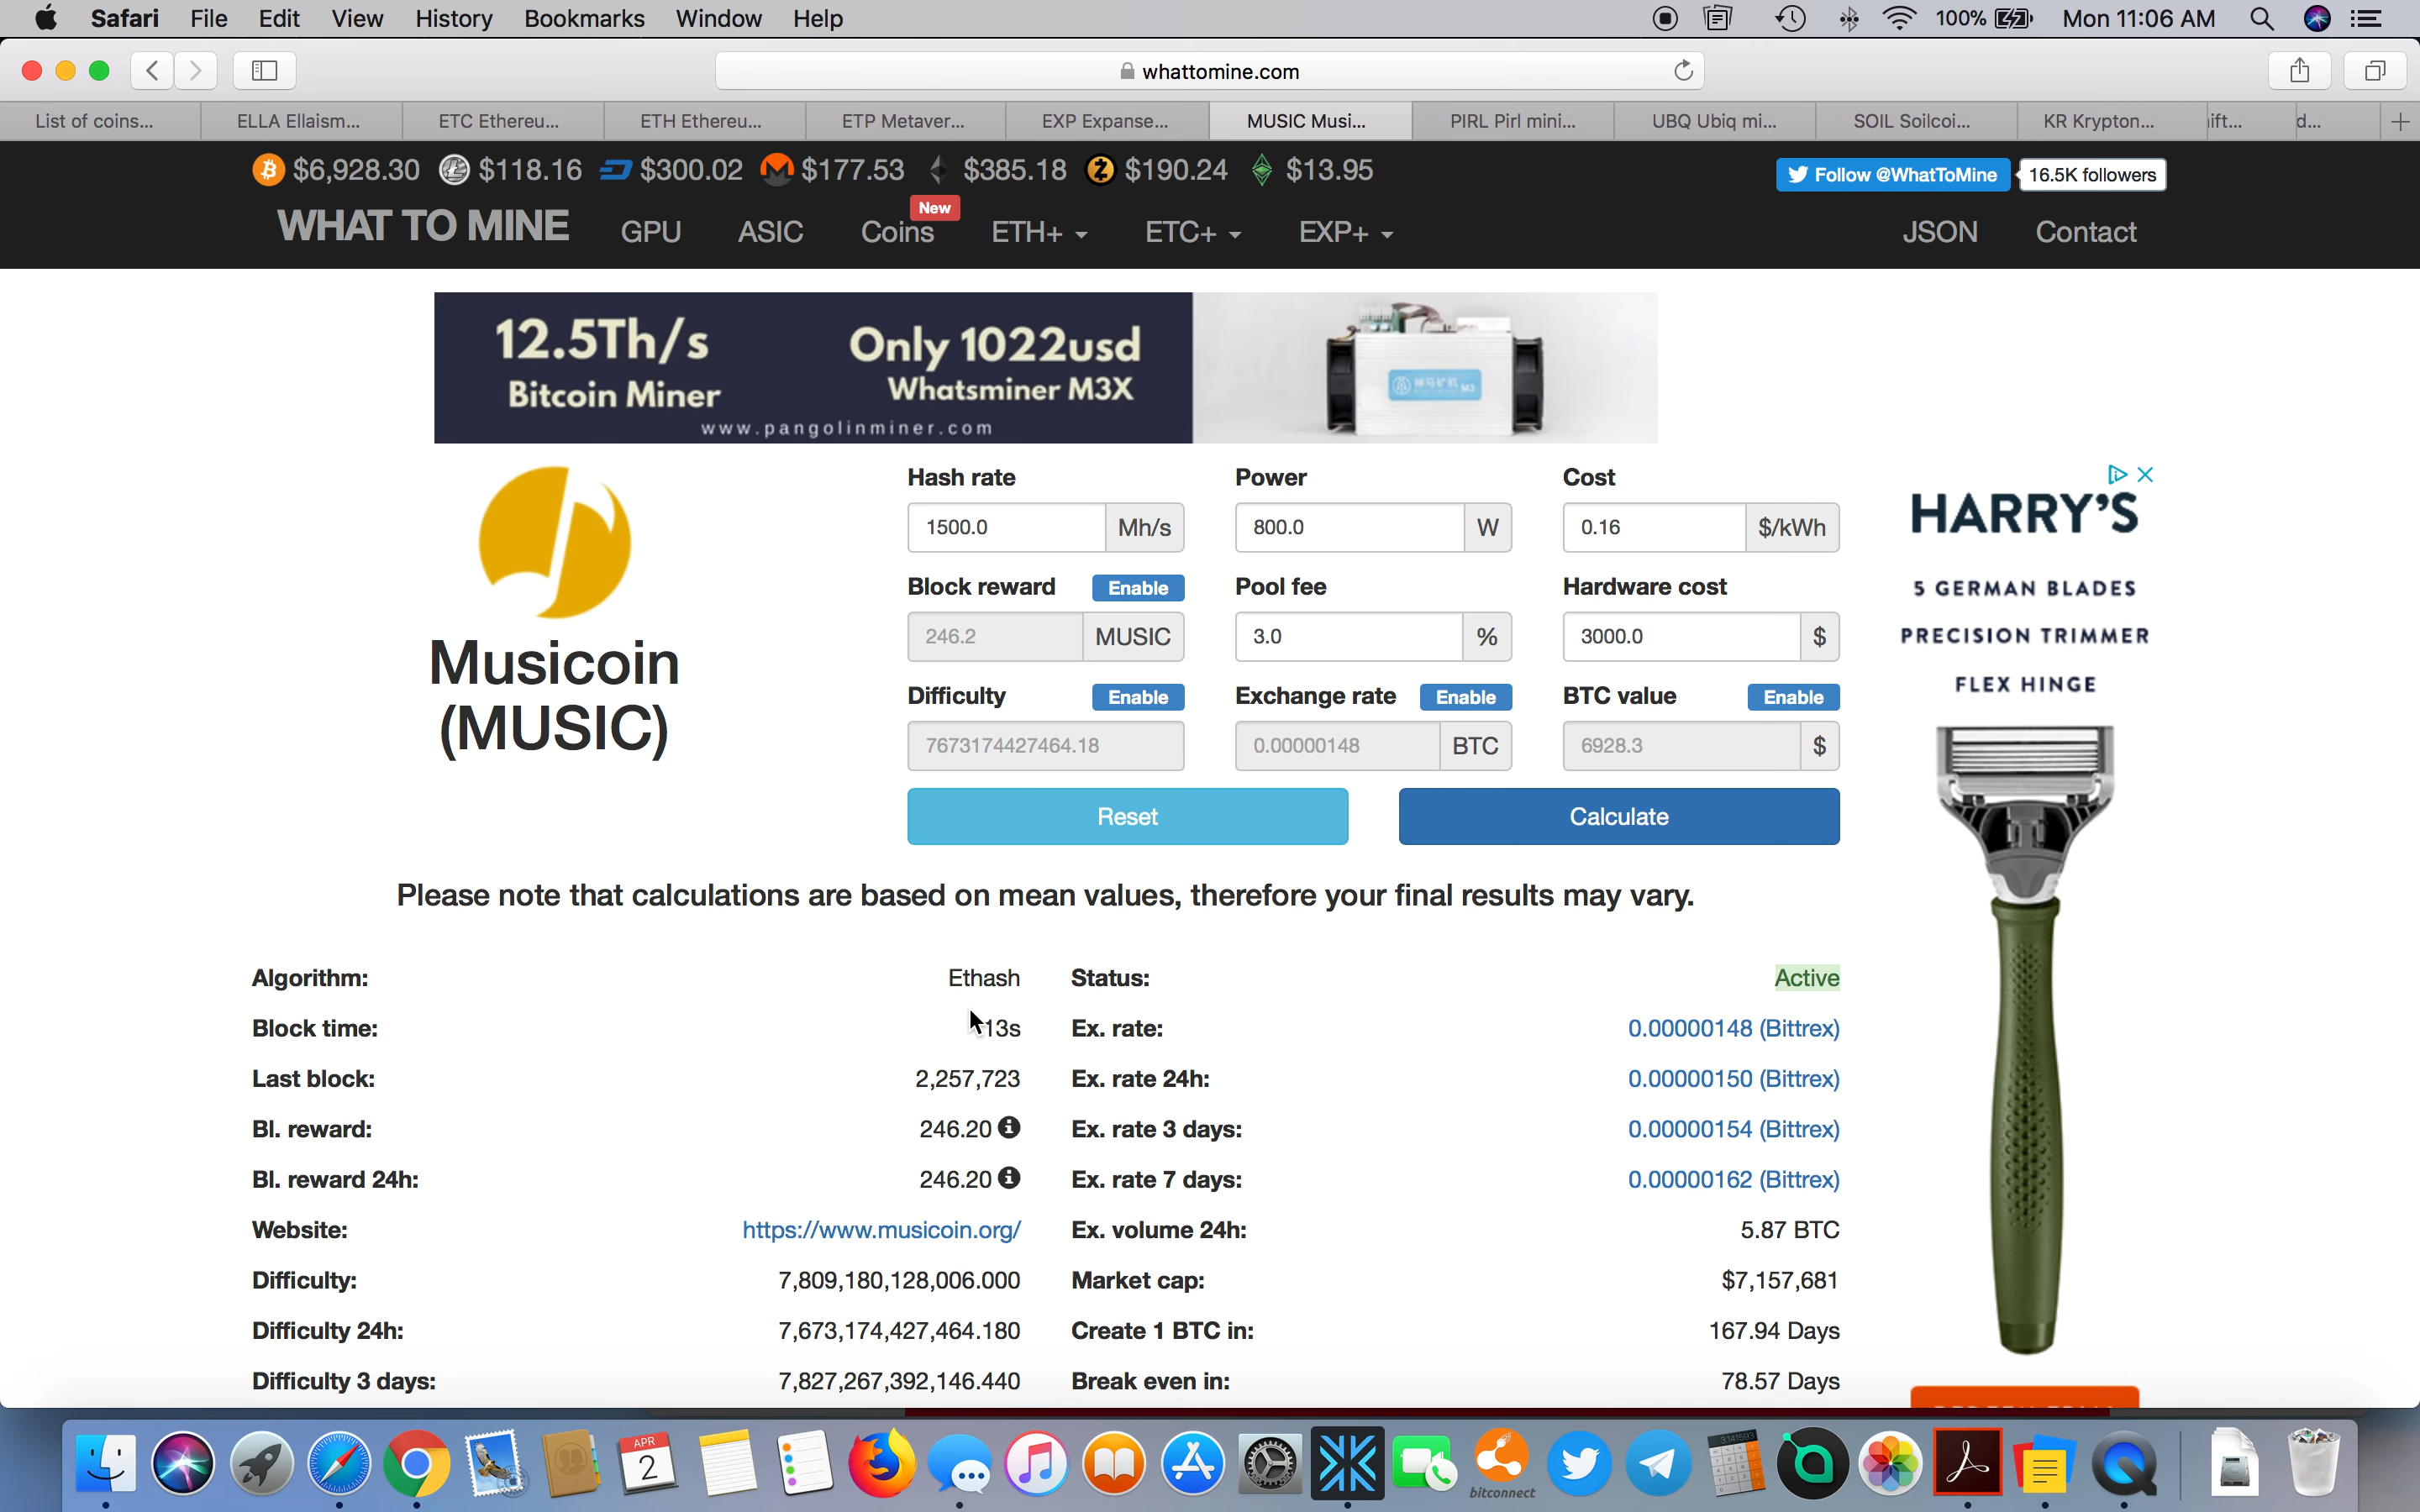 Safari File Edit View History Bookmarks Window Help 100% Mon 11:06 AM
whattomine.com
List of coins... ELLA Ellaism... ETC Ethereu... ETH Ethereu... ETP Metaver... EXP Expanse... MUSIC Musi... PIRL Pirl mini... UBQ Ubiq mi... SOIL Soilcoi... KR Krypton... ift... d...
$6,928.30 $118.16 $300.02 $177.53 $385.18 $190.24 $13.95 Follow @WhatToMine 16.5K followers
New
WHAT TO MINE GPU ASIC Coins ETH+ ETC+ EXP+ JSON Contact
12.5Th/s Only 1022usd
Bitcoin Miner Whatsminer M3X
www.pangolinminer.com
神马矿机 M3
Musicoin
(MUSIC)
Hash rate Power Cost
1500.0 Mh/s 800.0 W 0.16 $/kWh
Block reward Enable Pool fee Hardware cost
246.2 MUSIC 3.0 % 3000.0 $
Difficulty Enable Exchange rate Enable BTC value Enable
7673174427464.18 0.00000148 BTC 6928.3 $
Reset Calculate
HARRY'S
5 GERMAN BLADES
PRECISION TRIMMER
FLEX HINGE
Please note that calculations are based on mean values, therefore your final results may vary.
Algorithm: Ethash Status: Active
Block time: 13s Ex. rate: 0.00000148 (Bittrex)
Last block: 2,257,723 Ex. rate 24h: 0.00000150 (Bittrex)
Bl. reward: 246.20 Ex. rate 3 days: 0.00000154 (Bittrex)
Bl. reward 24h: 246.20 Ex. rate 7 days: 0.00000162 (Bittrex)
Website: https://www.musicoin.org/ Ex. volume 24h: 5.87 BTC
Difficulty: 7,809,180,128,006.000 Market cap: $7,157,681
Difficulty 24h: 7,673,174,427,464.180 Create 1 BTC in: 167.94 Days
Difficulty 3 days: 7,827,267,392,146.440 Break even in: 78.57 Days
APR
2
bitconnect